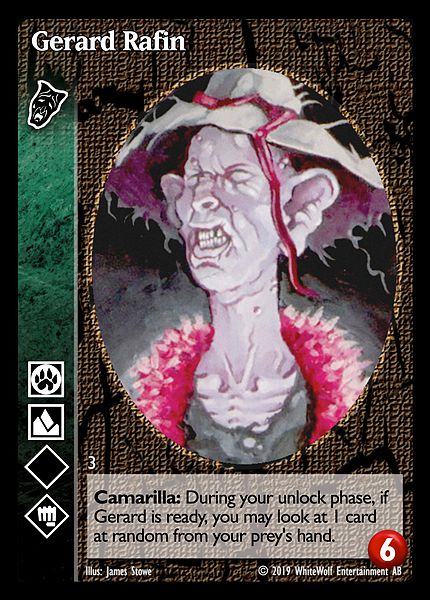 Gerard Rafin
3
Camarilla: During your unlock phase, if
Gerard is ready, you may look at 1 card
at random from your prey's hand.
6
Illus: James Stowe
© 2019 WhiteWolf Entertainment AB